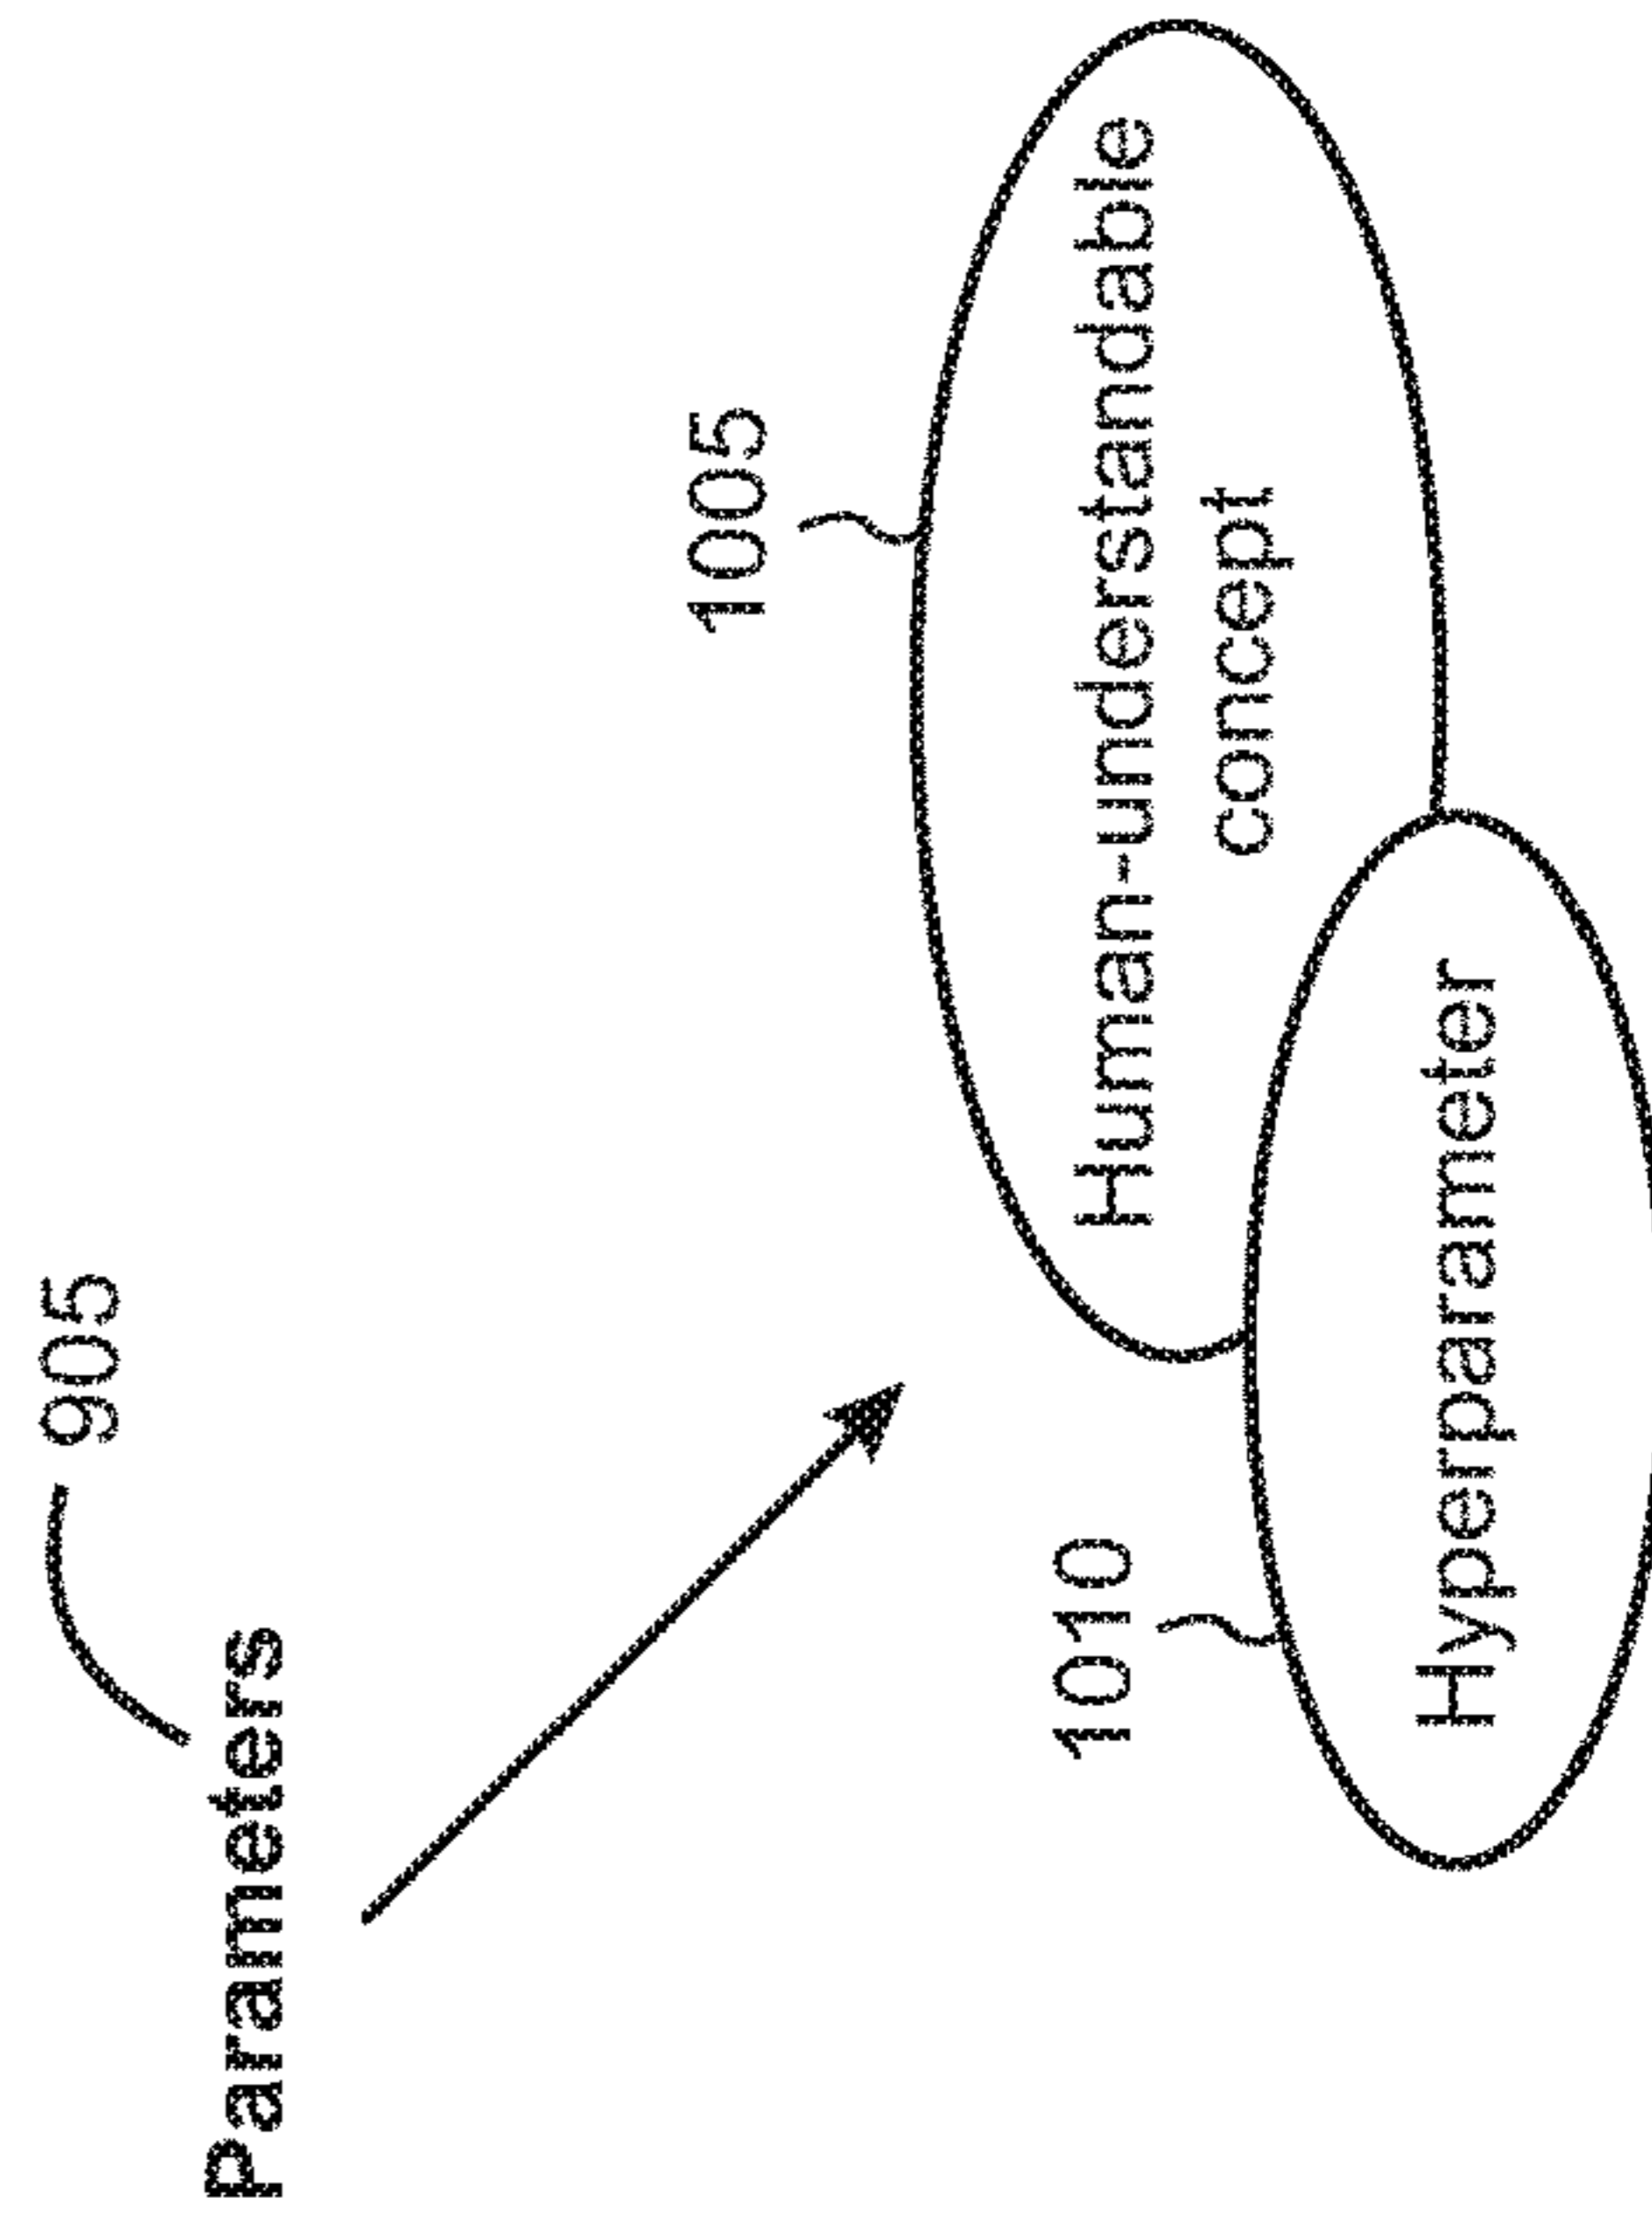 905
Parameters
1005
Human-understandable
concept
1010
Hyperparameter